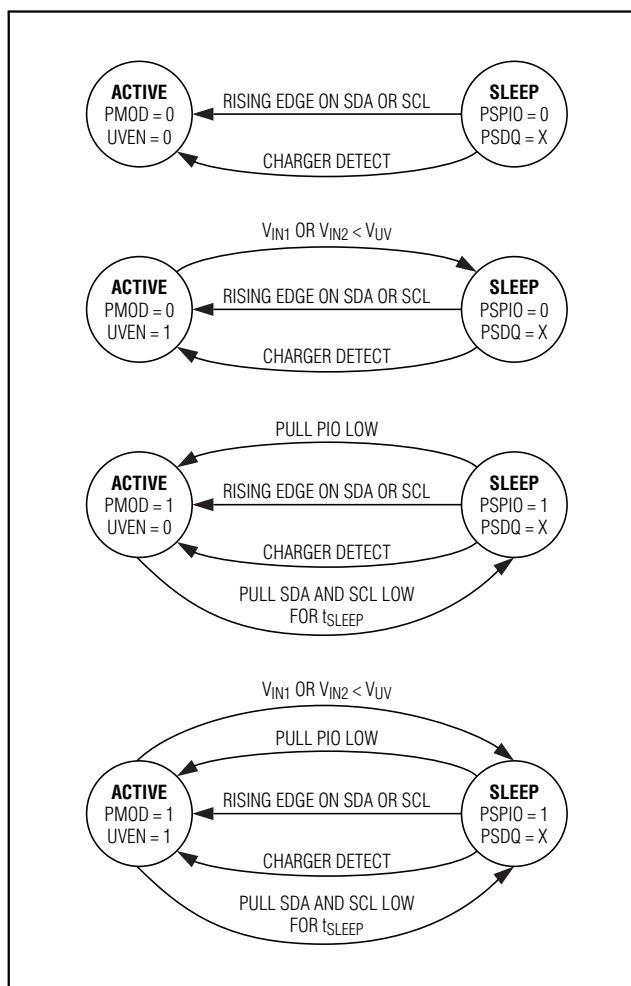 ACTIVE
PMOD = 0
UVEN = 0
RISING EDGE ON SDA OR SCL
CHARGER DETECT
SLEEP
PSPIO = 0
PSDQ = X
VIN1 OR VIN2 < VUV
ACTIVE
PMOD = 0
UVEN = 1
RISING EDGE ON SDA OR SCL
CHARGER DETECT
SLEEP
PSPIO = 0
PSDQ = X
PULL PIO LOW
ACTIVE
PMOD = 1
UVEN = 0
RISING EDGE ON SDA OR SCL
CHARGER DETECT
SLEEP
PSPIO = 1
PSDQ = X
PULL SDA AND SCL LOW
FOR tSLEEP
VIN1 OR VIN2 < VUV
PULL PIO LOW
ACTIVE
PMOD = 1
UVEN = 1
RISING EDGE ON SDA OR SCL
CHARGER DETECT
SLEEP
PSPIO = 1
PSDQ = X
PULL SDA AND SCL LOW
FOR tSLEEP